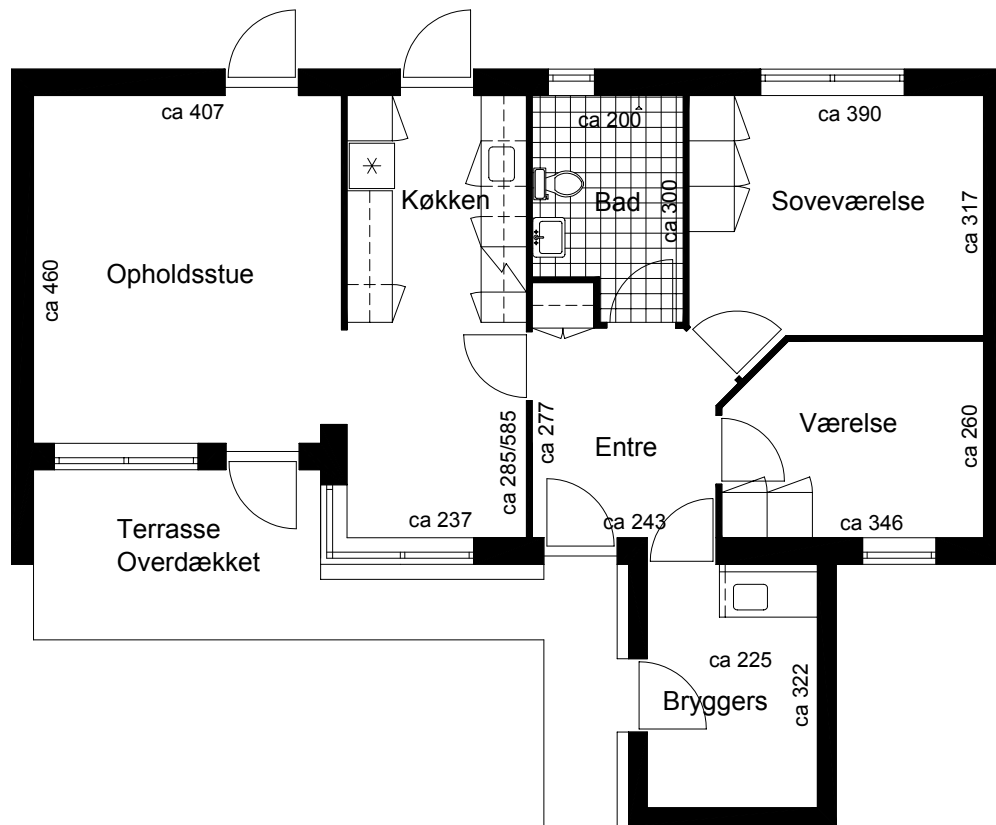 ca 407
ca 200
ca 390
Køkken
Bad
ca 300
Soveværelse
ca 317
Opholdsstue
ca 460
ca 285/585
ca 277
Entre
Værelse
ca 260
ca 237
ca 243
ca 346
Terrasse
Overdækket
ca 225
ca 322
Bryggers